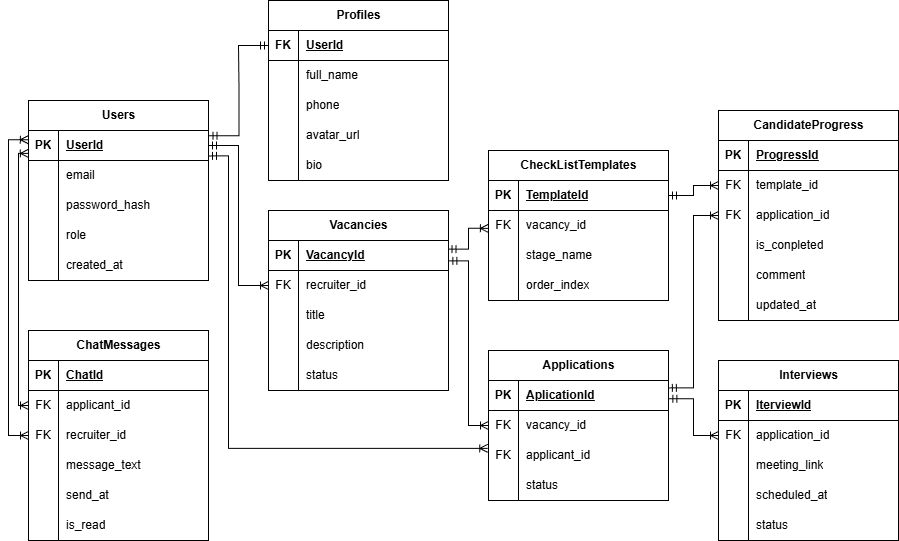 Profiles
FK UserId
full_name
phone
avatar_url
bio
Users
PK UserId
email
password_hash
role
created_at
Vacancies
PK VacancyId
FK recruiter_id
title
description
status
CheckListTemplates
PK TemplateId
FK vacancy_id
stage_name
order_index
CandidateProgress
PK ProgressId
FK template_id
FK application_id
is_conpleted
comment
updated_at
ChatMessages
PK ChatId
FK applicant_id
FK recruiter_id
message_text
send_at
is_read
Applications
PK AplicationId
FK vacancy_id
FK applicant_id
status
Interviews
PK IterviewId
FK application_id
meeting_link
scheduled_at
status